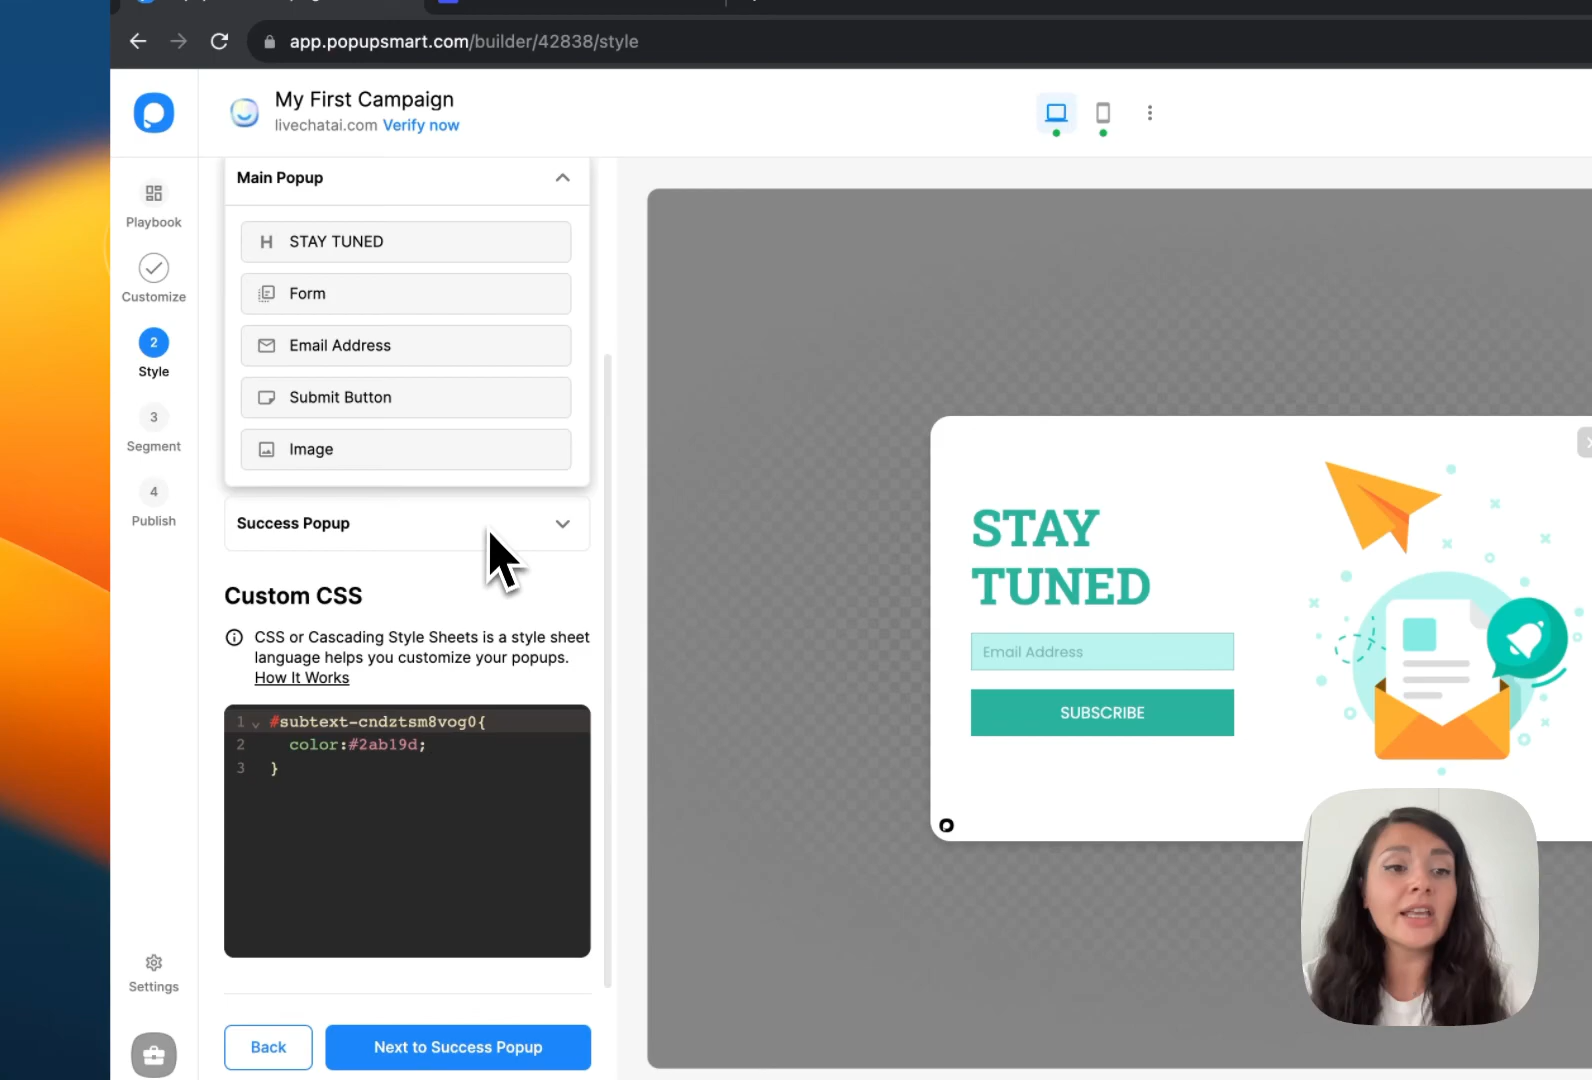 app.popupsmart.com/builder/42838/style
My First Campaign
livechatai.com Verify now
Playbook
Customize
2
Style
3
Segment
4
Publish
Settings
Main Popup
H STAY TUNED
Form
Email Address
Submit Button
Image
Success Popup
Custom CSS
CSS or Cascading Style Sheets is a style sheet
language helps you customize your popups.
How It Works
1 #subtext-cndztsm8vog0{
2 color:#2ab19d;
3 }
Back
Next to Success Popup
STAY
TUNED
Email Address
SUBSCRIBE